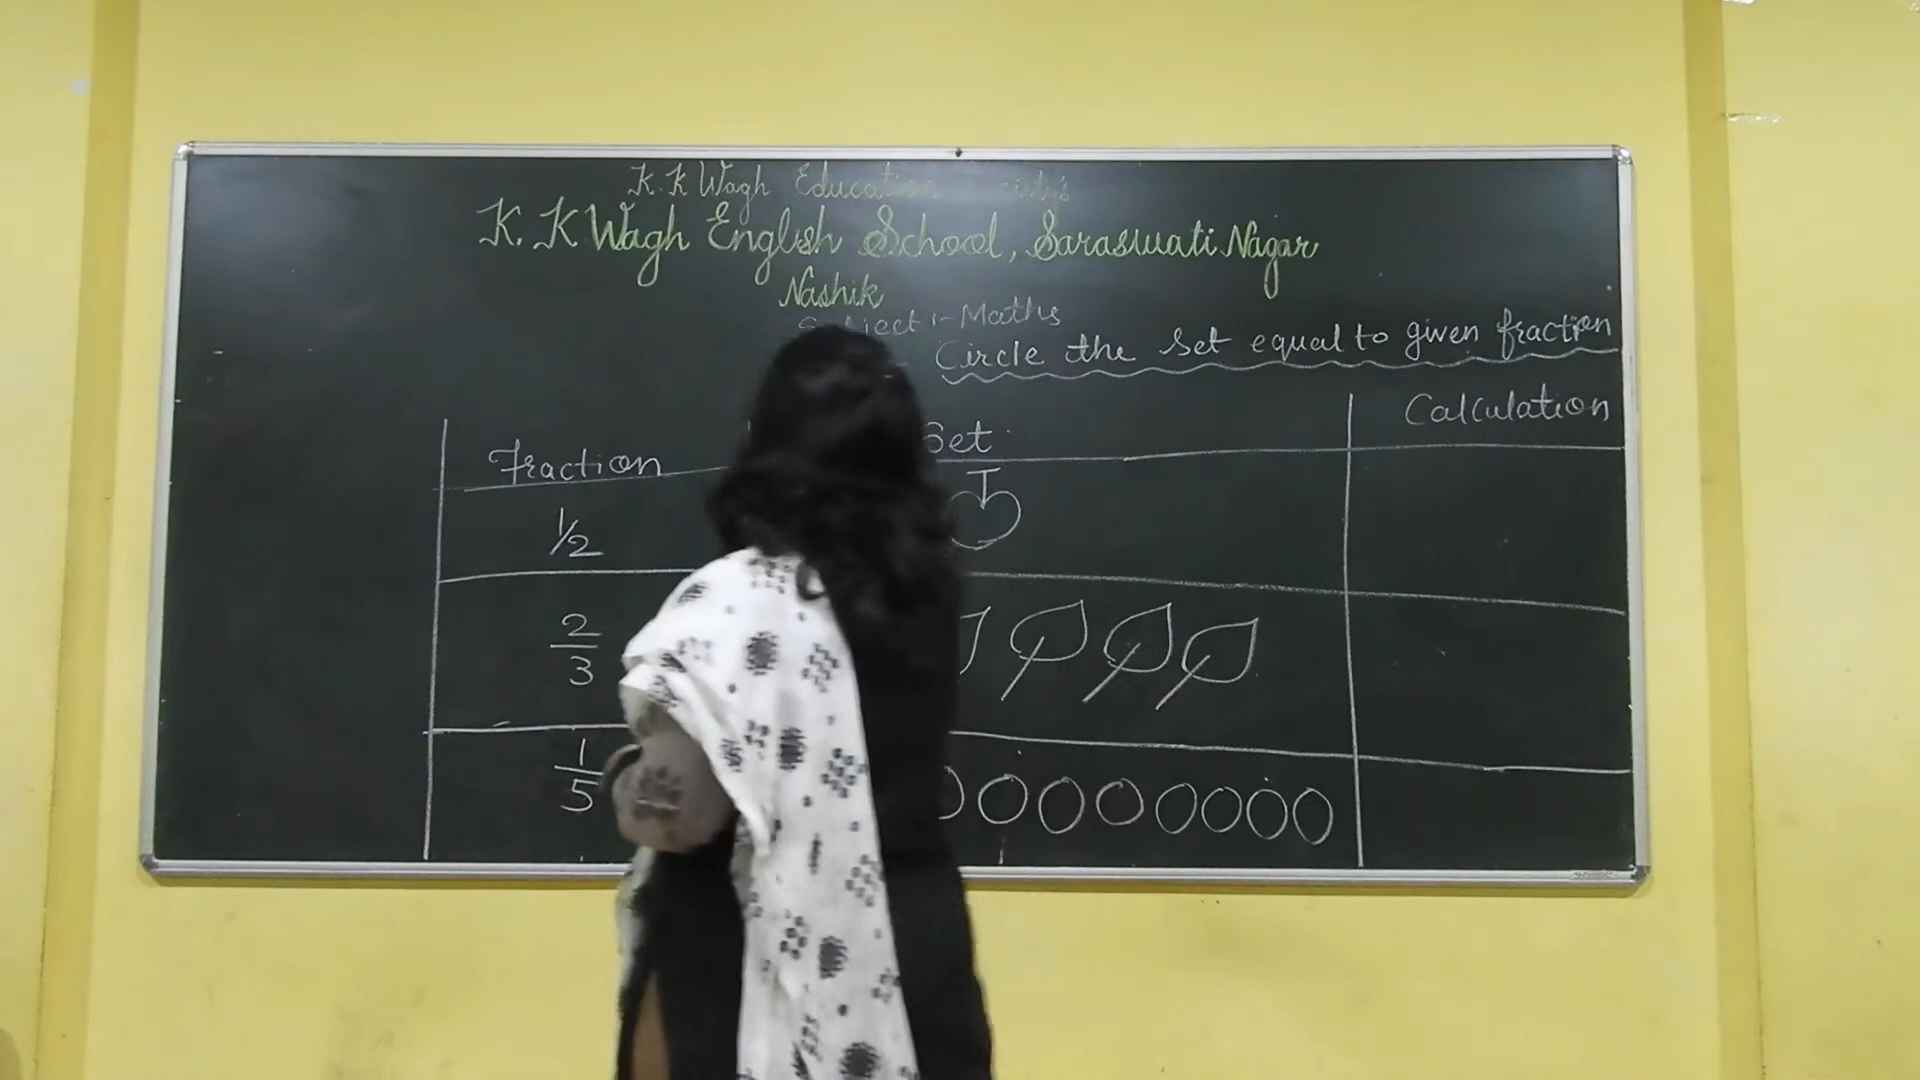 K. K Wagh Education
K. K Wagh English School, Saraswati Nagar
Nashik
Maths
Circle the set equal to given fraction
Calculation
Set
Fraction
1/2
2/3
1/5